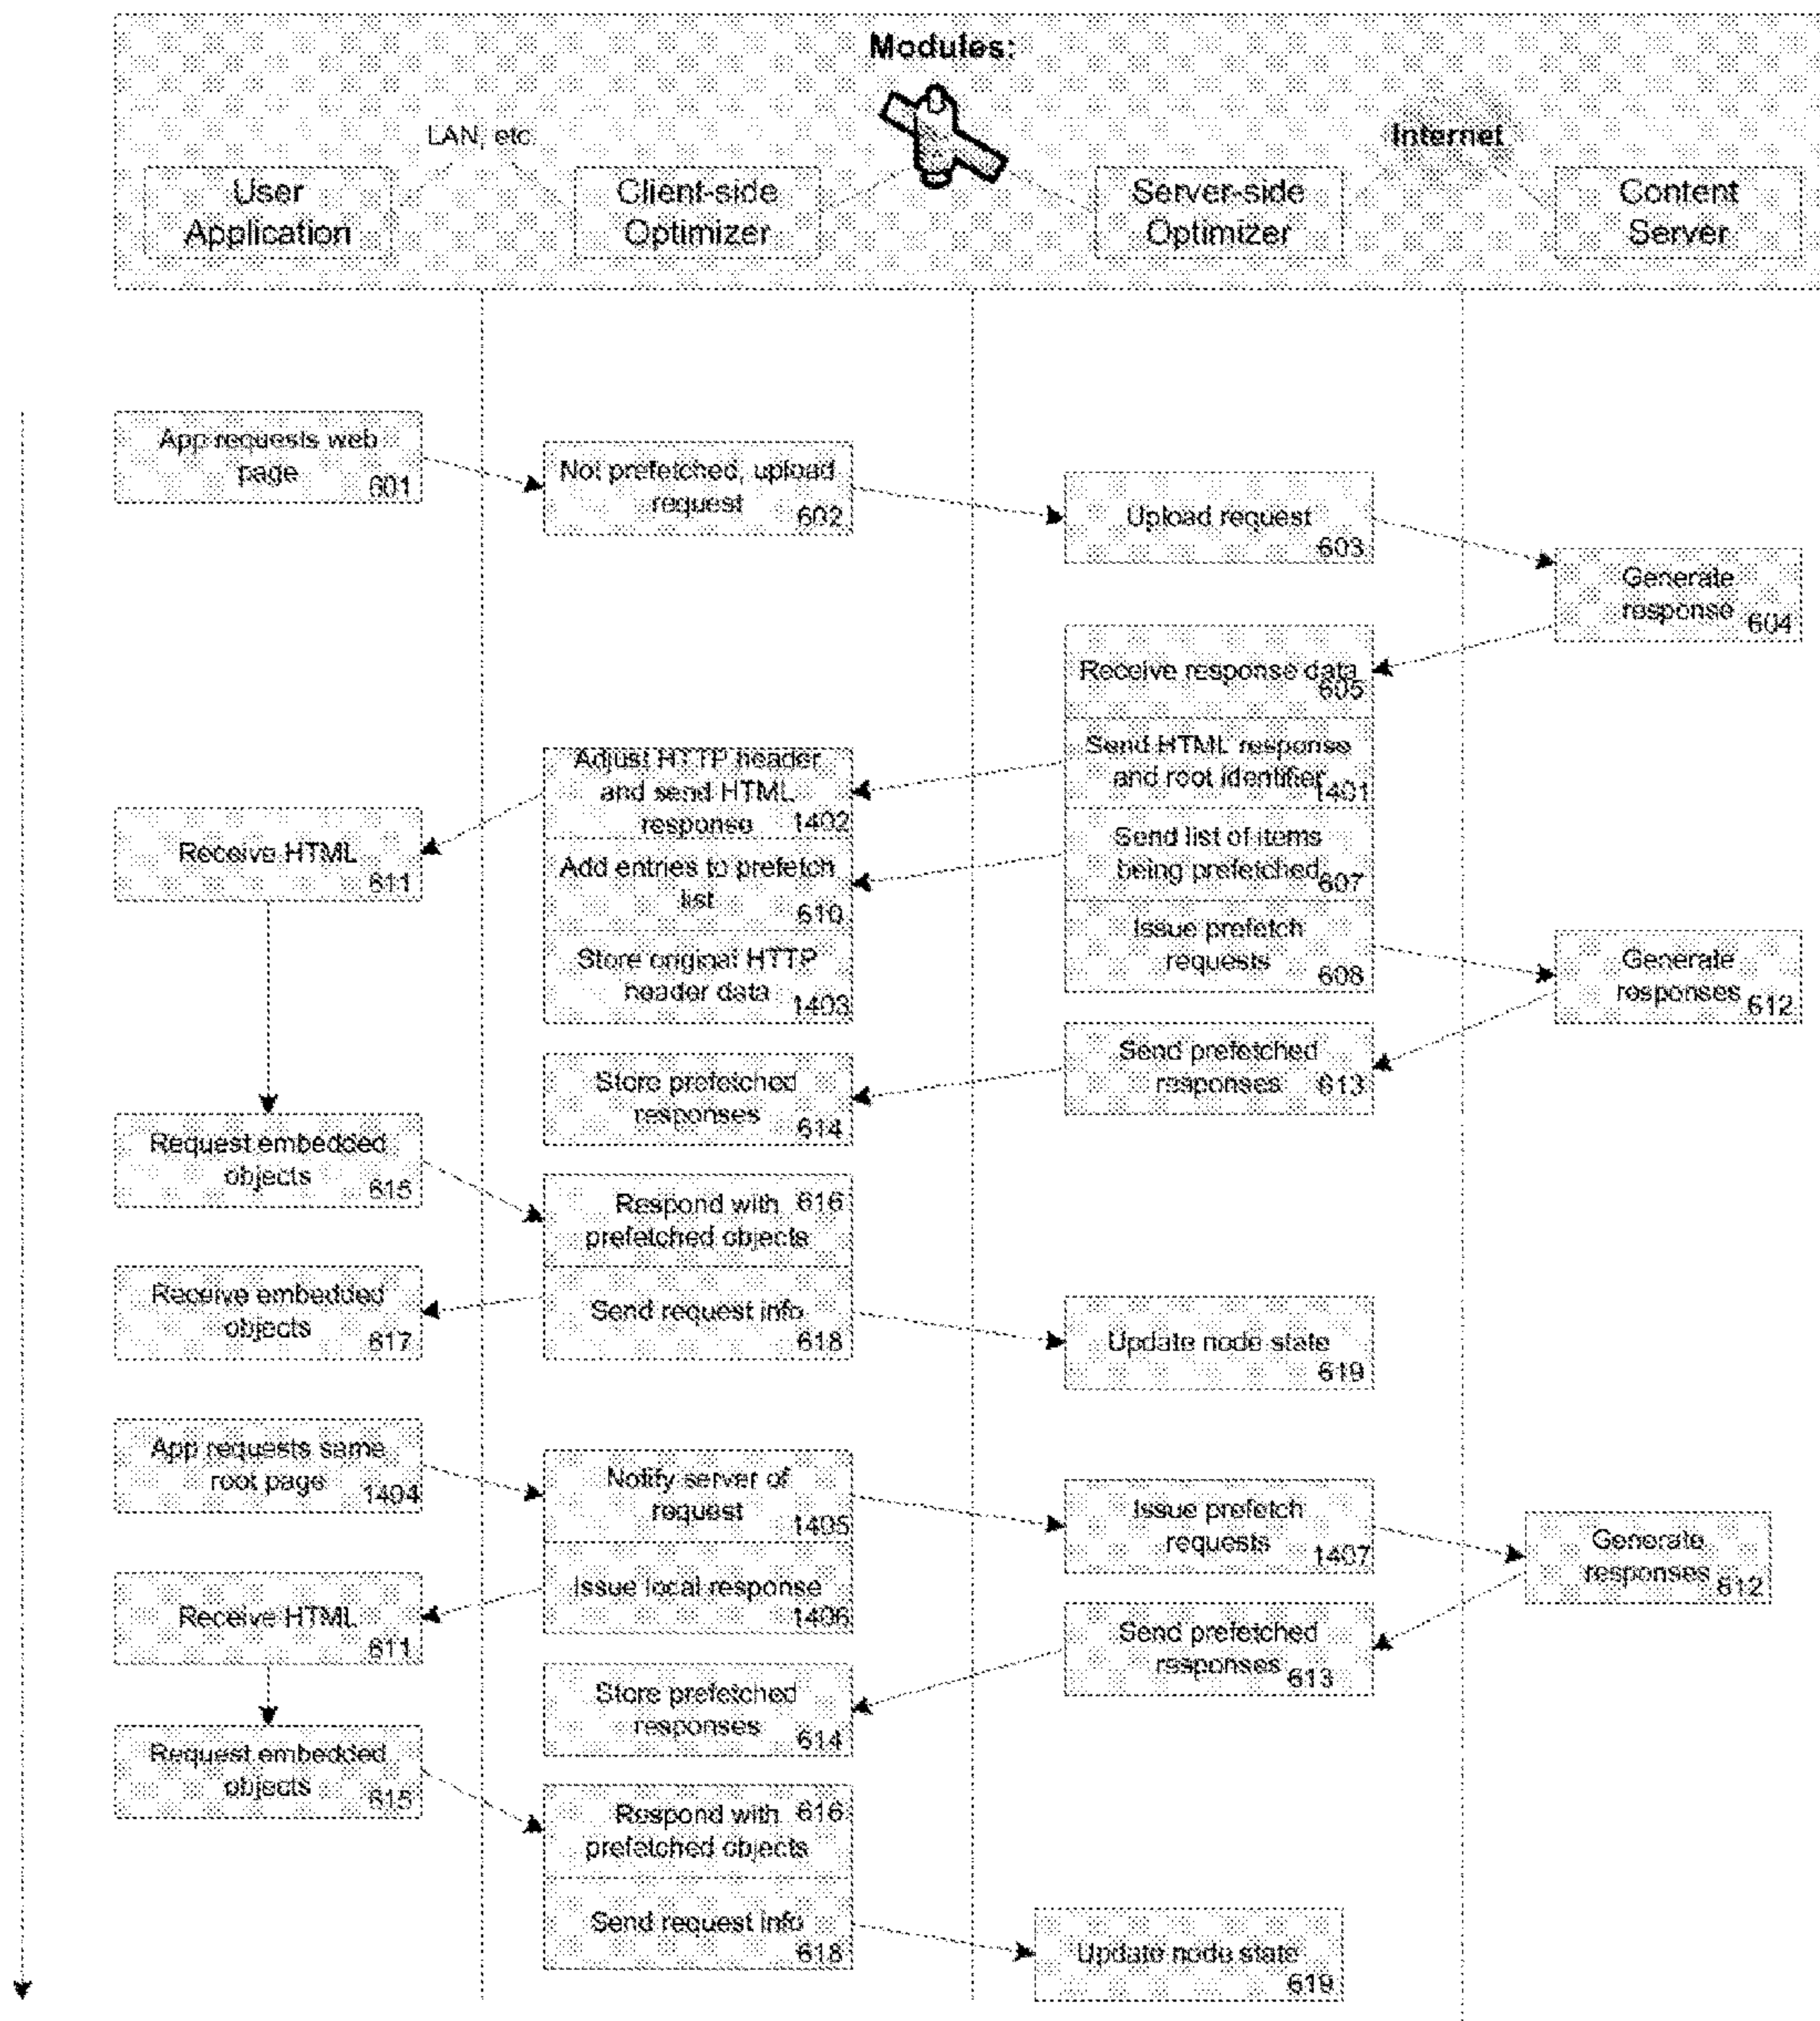 Modules:
LAN, etc.
Internet
User
Application
Client-side
Optimizer
Server-side
Optimizer
Content
Server
App requests web
page
601
Not prefetched, upload
request
602
Upload request
603
Generate
response
604
Receive response data
605
Send HTML response
and root identifier
1401
Adjust HTTP header
and send HTML
response
1402
Receive HTML
611
Send list of items
being prefetched
607
Add entries to prefetch
list
610
Issue prefetch
requests
608
Store original HTTP
header data
1403
Generate
responses
612
Send prefetched
responses
613
Store prefetched
responses
614
Request embedded
objects
615
Respond with
616
prefetched objects
Receive embedded
objects
617
Send request info
618
Update node state
619
App requests same
root page
1404
Notify server of
request
1405
Issue prefetch
requests
1407
Generate
responses
612
Issue local response
1406
Receive HTML
611
Send prefetched
responses
613
Store prefetched
responses
614
Request embedded
objects
615
Respond with
616
prefetched objects
Send request info
618
Update node state
619